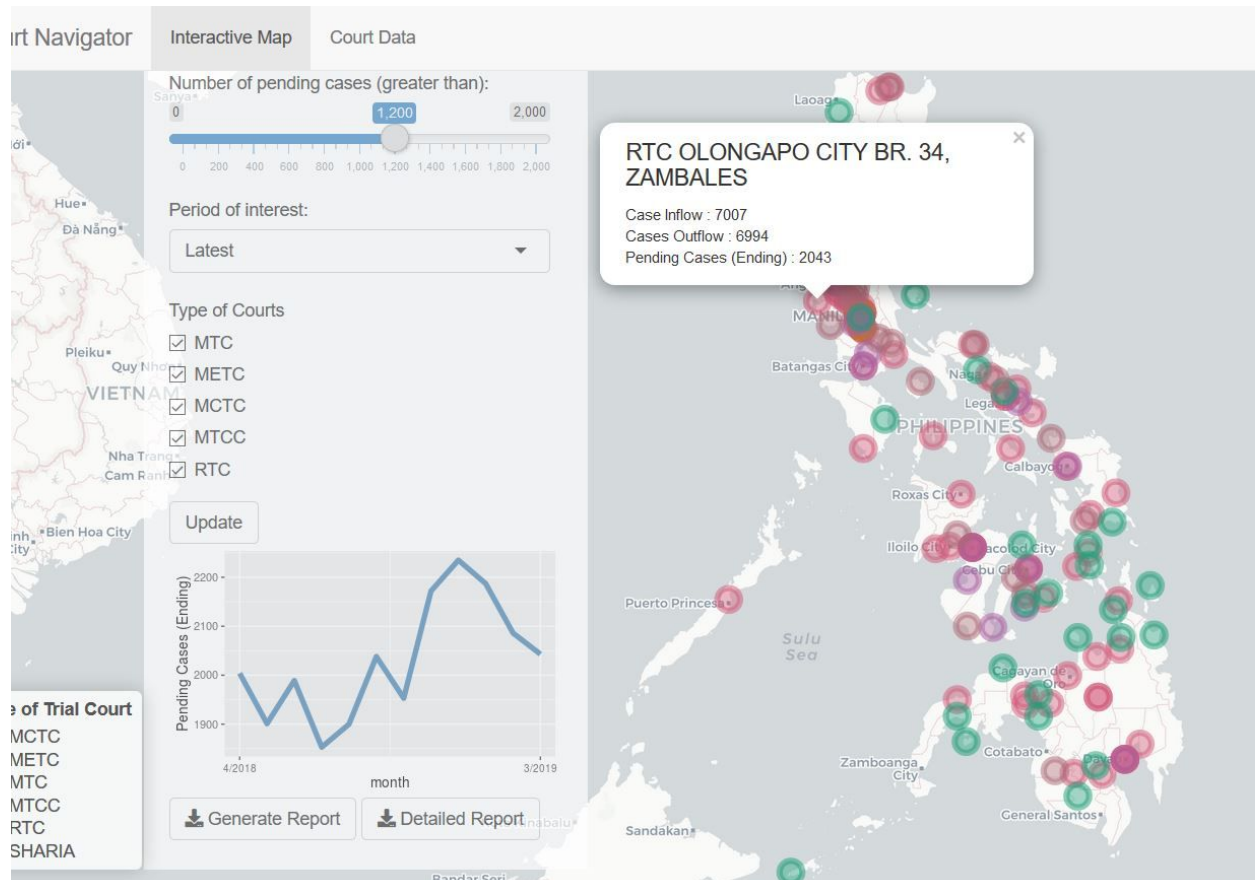 rt Navigator
Interactive Map
Court Data
Number of pending cases (greater than):
0
1,200
2,000
0 200 400 600 800 1,000 1,200 1,400 1,600 1,800 2,000
Period of interest:
Latest
Type of Courts
MTC
METC
MCTC
MTCC
RTC
Update
Pending Cases (Ending)
2200
2100
2000
1900
4/2018
3/2019
month
Generate Report
Detailed Report
e of Trial Court
MCTC
METC
MTC
MTCC
RTC
SHARIA
RTC OLONGAPO CITY BR. 34,
ZAMBALES
×
Case Inflow : 7007
Cases Outflow : 6994
Pending Cases (Ending) : 2043
Sanya
Hue
Đà Nẵng
Pleiku
VIETNAM
Nha Trang
Cam Ranh
Bien Hoa City
Laoag
MANIL
Batangas City
Naga
Lega
PHILIPPINES
Calbayog
Roxas City
Iloilo City
Bacolod City
Cebu City
Puerto Princesa
Sulu
Sea
Cagayan de
Oro
Zamboanga
City
Cotabato
Davao
General Santos
Sandakan
Bandar Seri